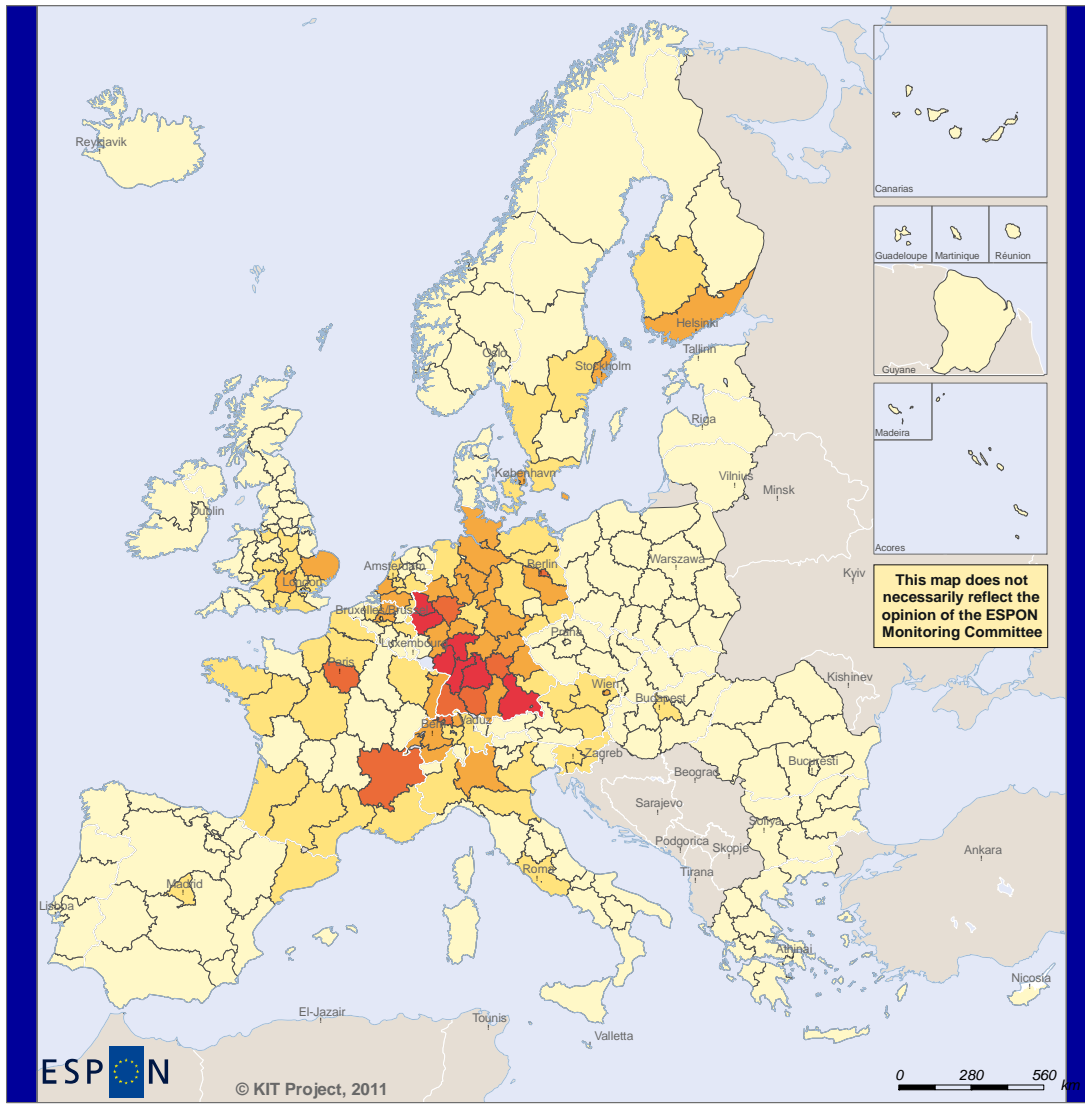 Reykjavik
Canarias
Guadeloupe
Martinique
Réunion
Guyane
Madeira
Acores
Helsinki
Tallinn
Oslo
Stockholm
Riga
København
Vilnius
Minsk
Dublin
London
Amsterdam
Berlin
Warszawa
Kyiv
This map does not
necessarily reflect the
opinion of the ESPON
Monitoring Committee
Bruxelles/Brussel
Luxembourg
Praha
Paris
Wien
Kishinev
Budapest
Bern
Vaduz
Zagreb
Beograd
Bucuresti
Sarajevo
Sofiya
Podgorica
Skopje
Ankara
Tirana
Roma
Madrid
Lisboa
Athinai
Nicosia
El-Jazair
Tounis
Valletta
ESPON
© KIT Project, 2011
0 280 560
km